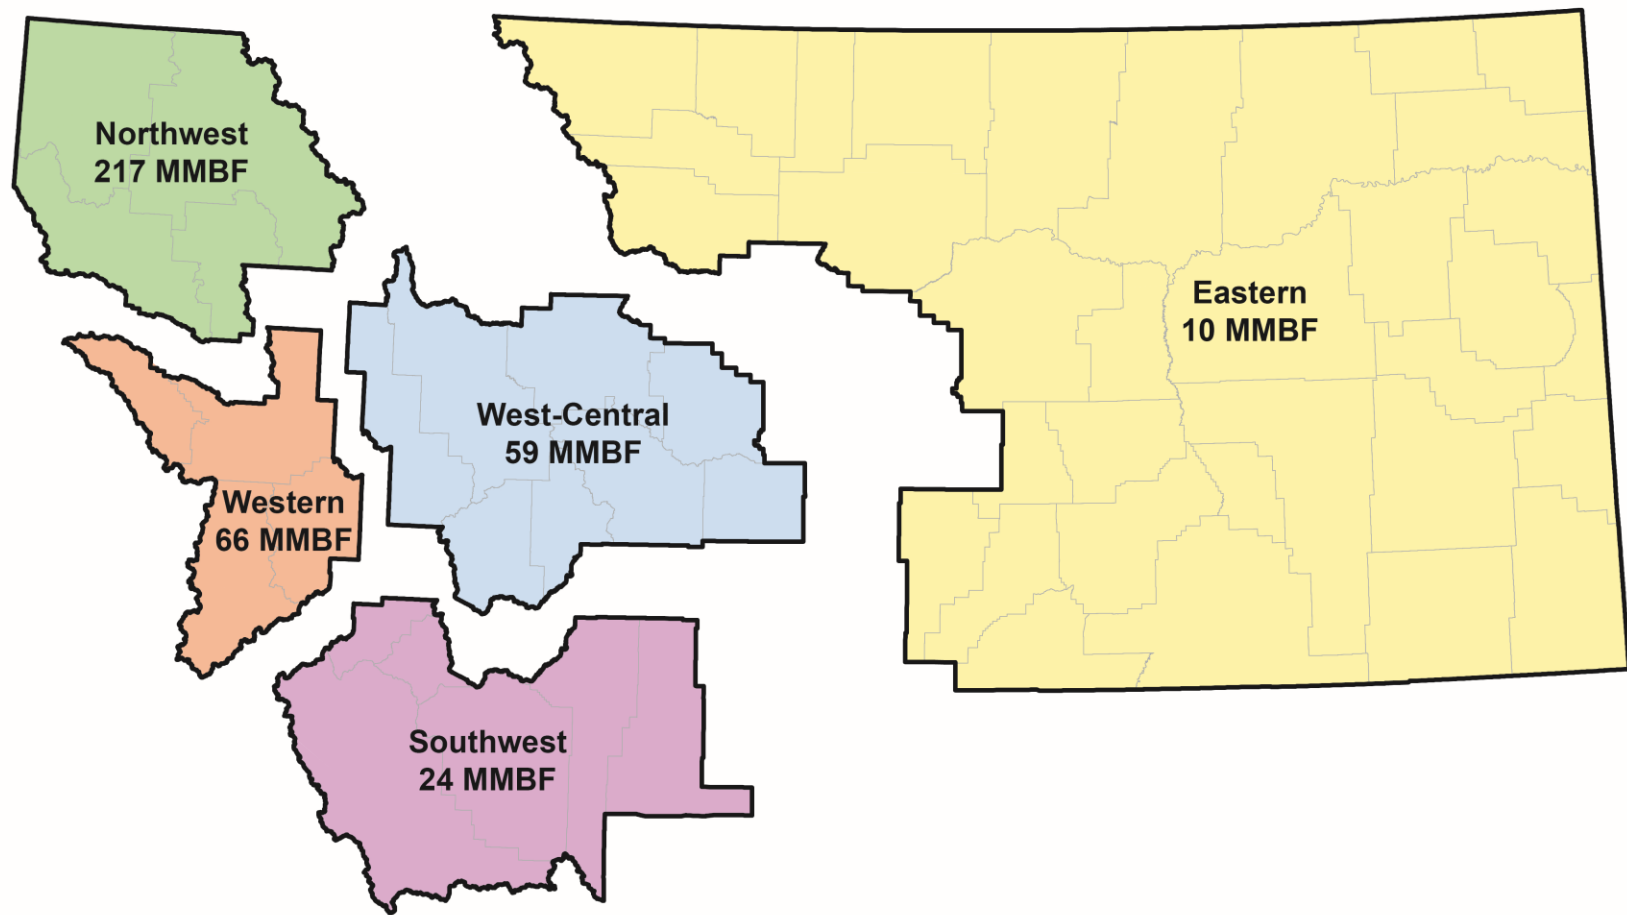 Northwest
217 MMBF
Eastern
10 MMBF
West-Central
59 MMBF
Western
66 MMBF
Southwest
24 MMBF